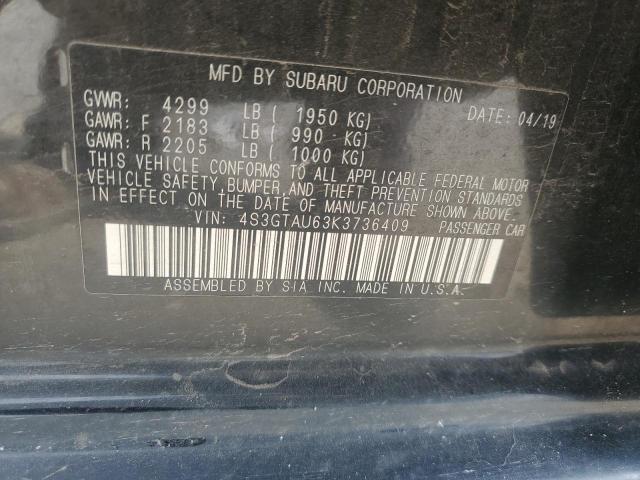 MFD BY SUBARU CORPORATION
GVWR: 4299 LB ( 1950 KG) DATE: 04/19
GAWR: F 2183 LB ( 990 KG)
GAWR: R 2205 LB ( 1000 KG)
THIS VEHICLE CONFORMS TO ALL APPLICABLE FEDERAL MOTOR
VEHICLE SAFETY, BUMPER, AND THEFT PREVENTION STANDARDS
IN EFFECT ON THE DATE OF MANUFACTURE SHOWN ABOVE.
VIN: 4S3GTAU63K3736409 PASSENGER CAR
ASSEMBLED BY SIA INC. MADE IN U.S.A.